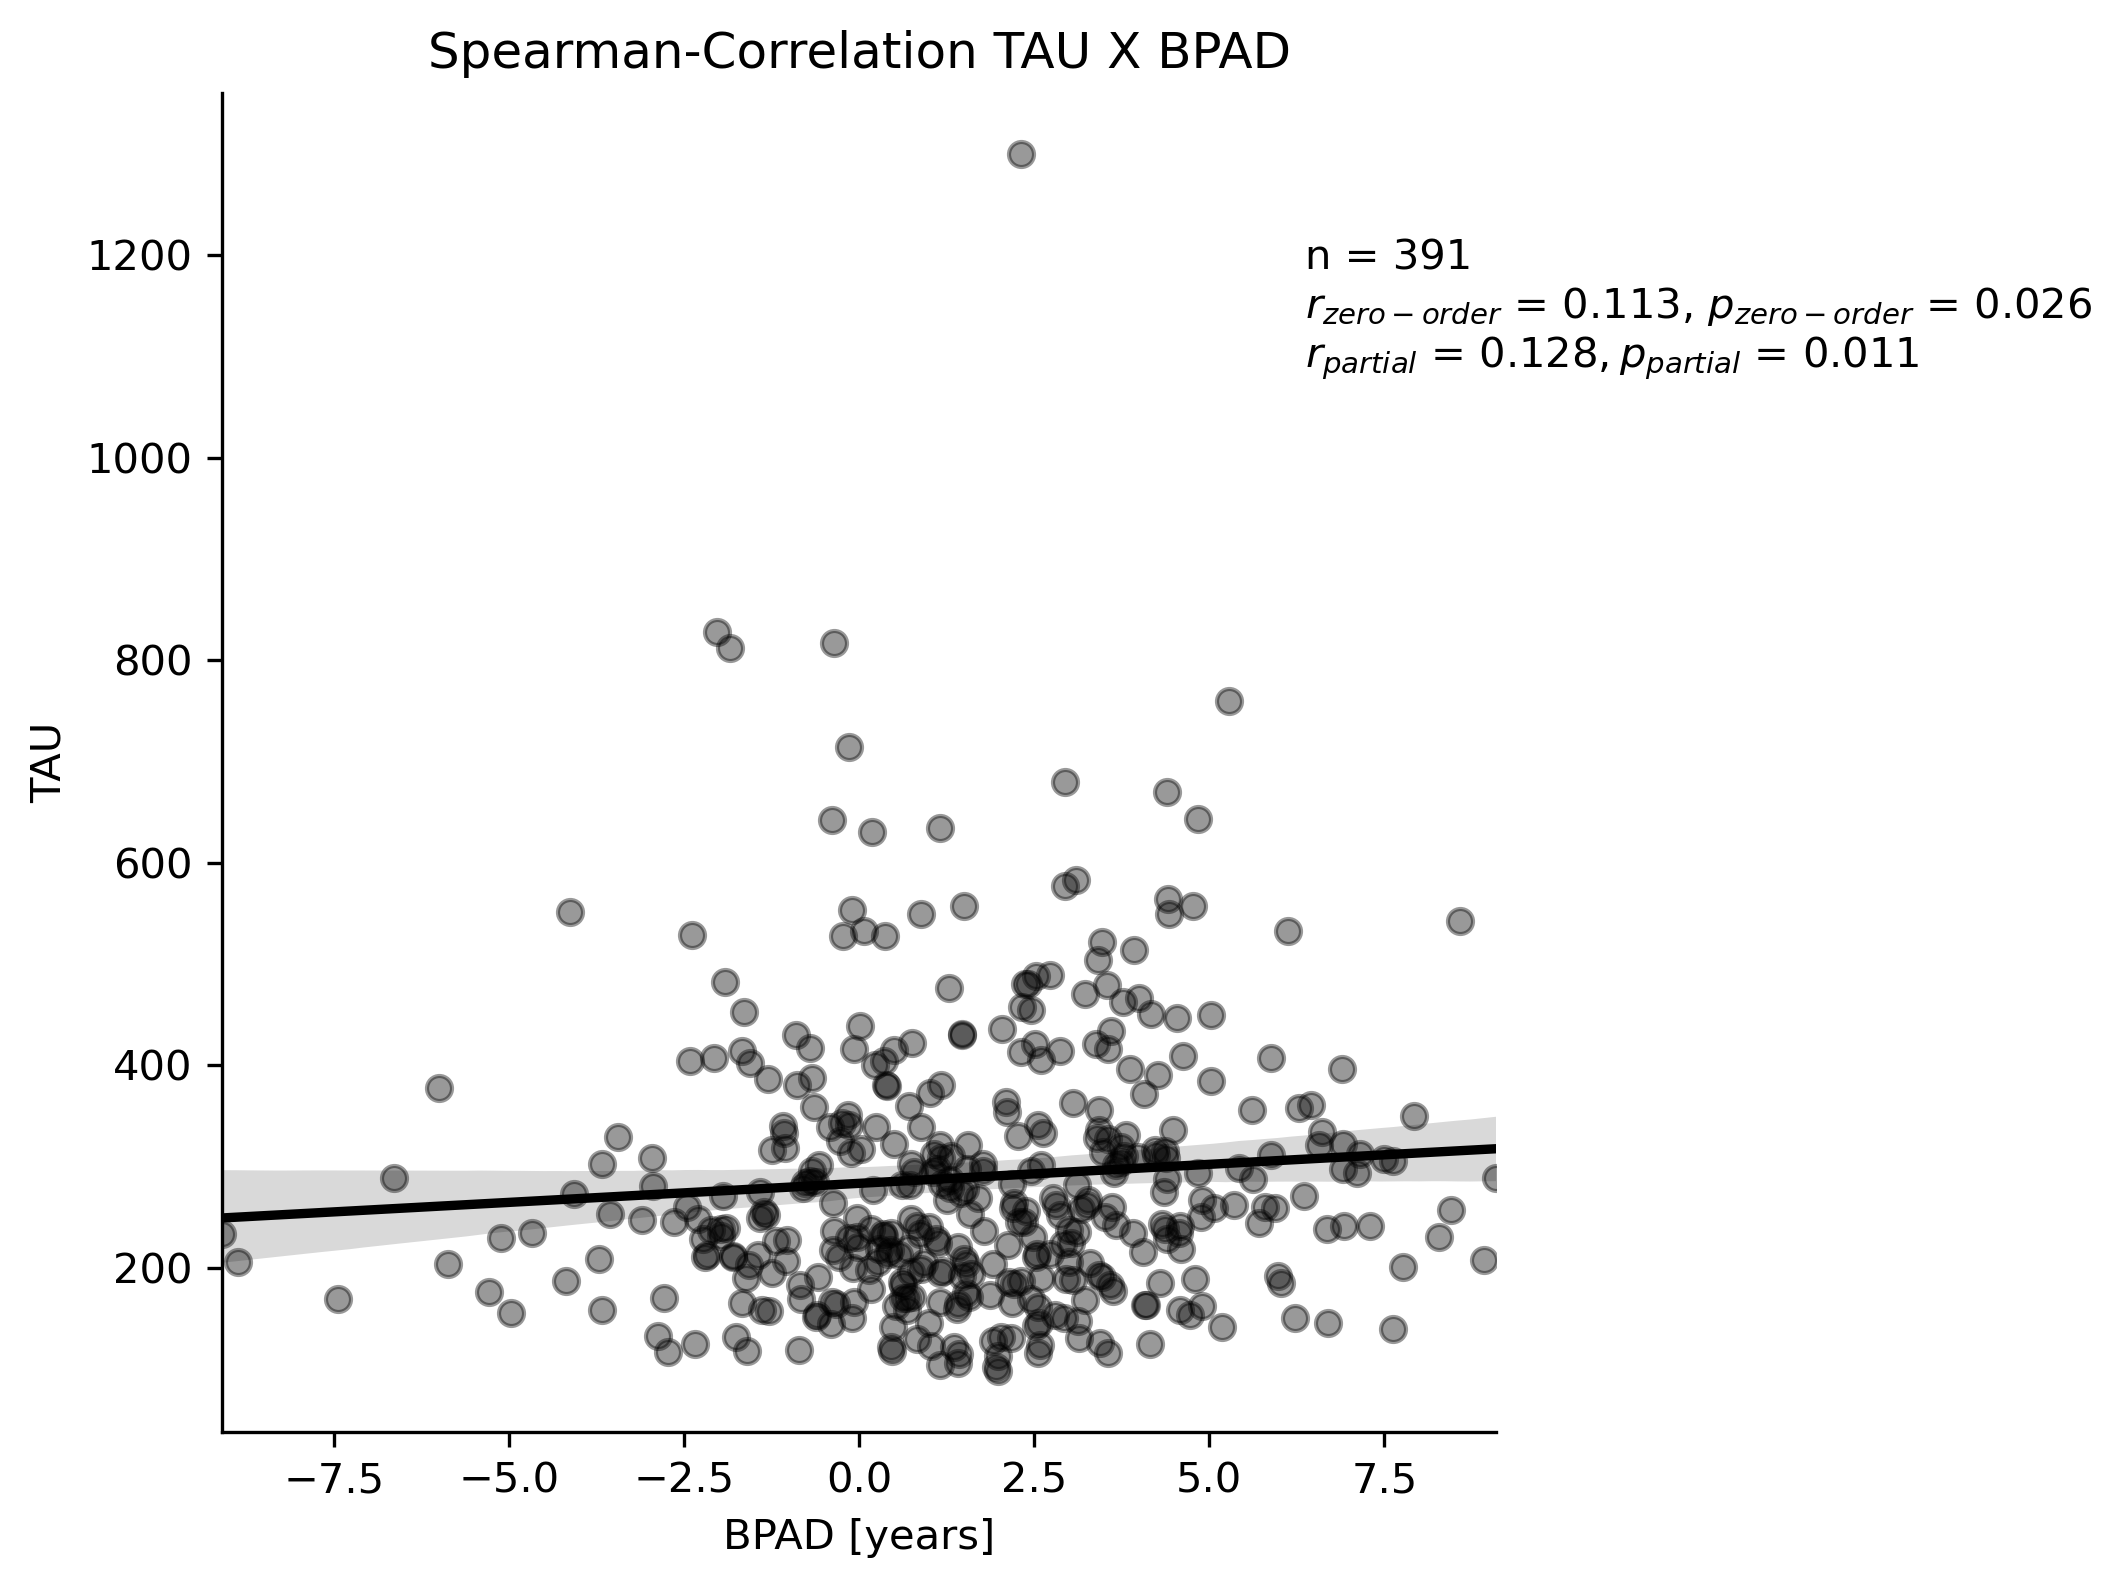 Spearman-Correlation TAU X BPAD
1200
1000
800
600
400
200
TAU
n = 391
r_zero−order = 0.113, p_zero−order = 0.026
r_partial = 0.128, p_partial = 0.011
−7.5 −5.0 −2.5 0.0 2.5 5.0 7.5
BPAD [years]